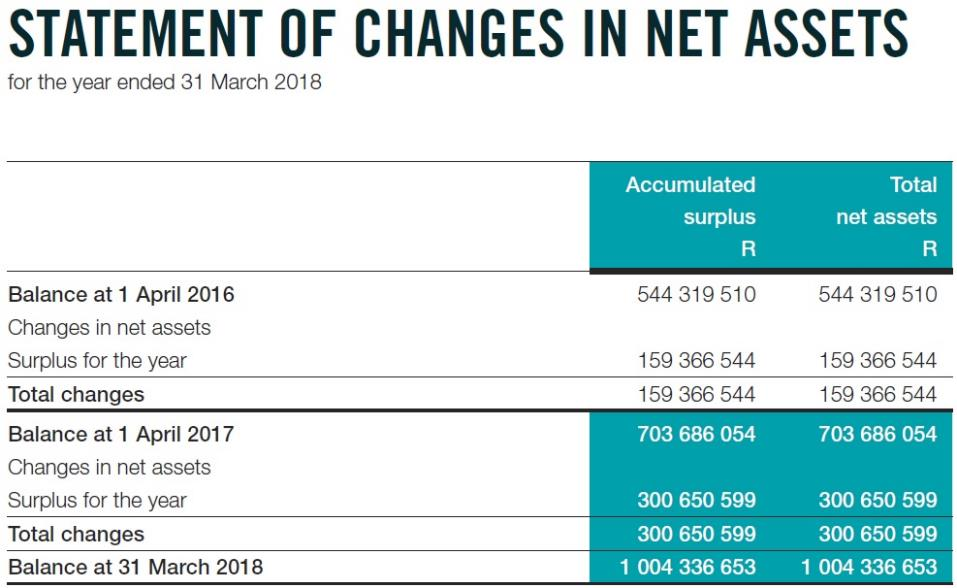 STATEMENT OF CHANGES IN NET ASSETS
for the year ended 31 March 2018
Accumulated surplus R Total net assets R
Balance at 1 April 2016 544 319 510 544 319 510
Changes in net assets
Surplus for the year 159 366 544 159 366 544
Total changes 159 366 544 159 366 544
Balance at 1 April 2017 703 686 054 703 686 054
Changes in net assets
Surplus for the year 300 650 599 300 650 599
Total changes 300 650 599 300 650 599
Balance at 31 March 2018 1 004 336 653 1 004 336 653